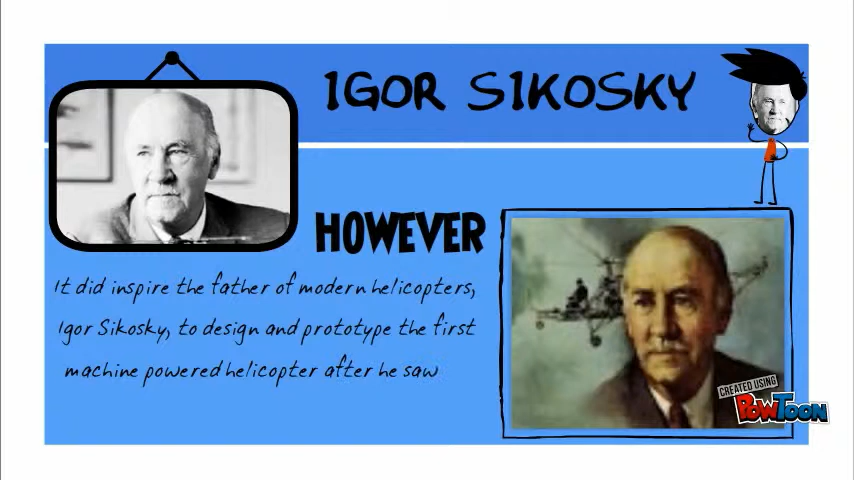 IGOR SIKOSKY
HOWEVER
It did inspire the father of modern helicopters,
Igor Sikosky, to design and prototype the first
machine powered helicopter after he saw
CREATED USING
POWTOON